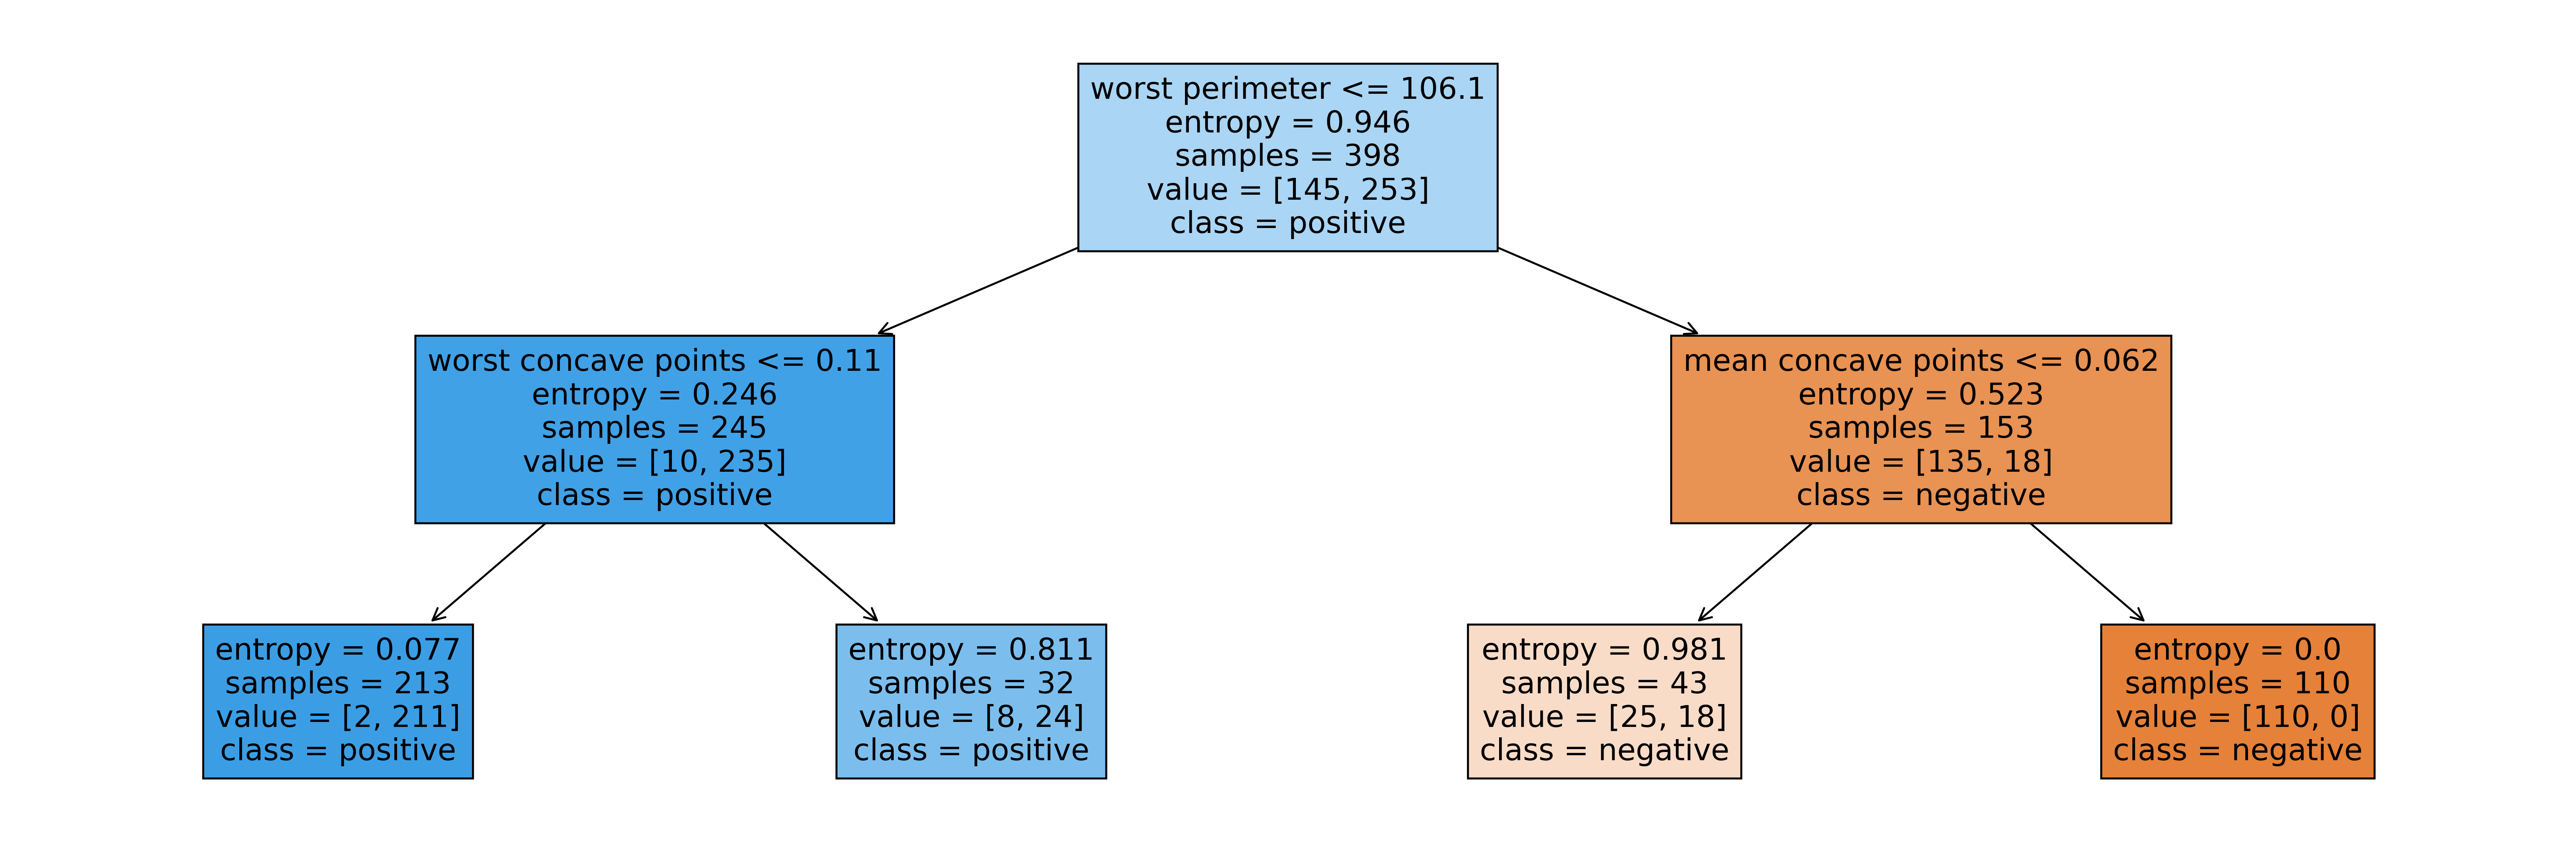 worst perimeter <= 106.1
entropy = 0.946
samples = 398
value = [145, 253]
class = positive
worst concave points <= 0.11
entropy = 0.246
samples = 245
value = [10, 235]
class = positive
mean concave points <= 0.062
entropy = 0.523
samples = 153
value = [135, 18]
class = negative
entropy = 0.077
samples = 213
value = [2, 211]
class = positive
entropy = 0.811
samples = 32
value = [8, 24]
class = positive
entropy = 0.981
samples = 43
value = [25, 18]
class = negative
entropy = 0.0
samples = 110
value = [110, 0]
class = negative